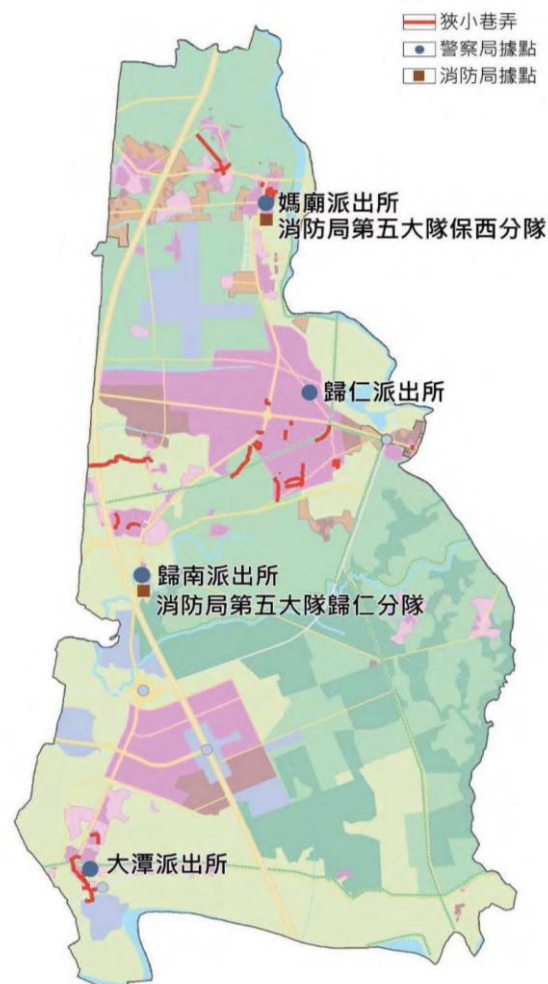 狹小巷弄
警察局據點
消防局據點
媽廟派出所
消防局第五大隊保西分隊
歸仁派出所
歸南派出所
消防局第五大隊歸仁分隊
大潭派出所